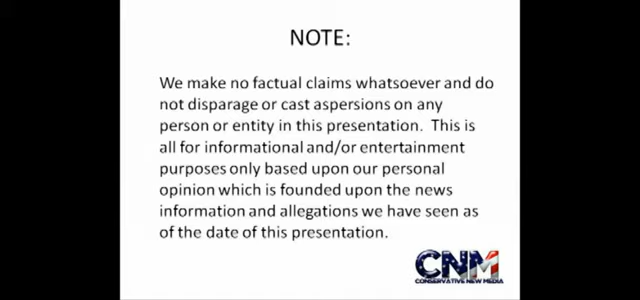 NOTE:
We make no factual claims whatsoever and do
not disparage or cast aspersions on any
person or entity in this presentation.  This is
all for informational and/or entertainment
purposes only based upon our personal
opinion which is founded upon the news
information and allegations we have seen as
of the date of this presentation.
CNM
CONSERVATIVE NEW MEDIA